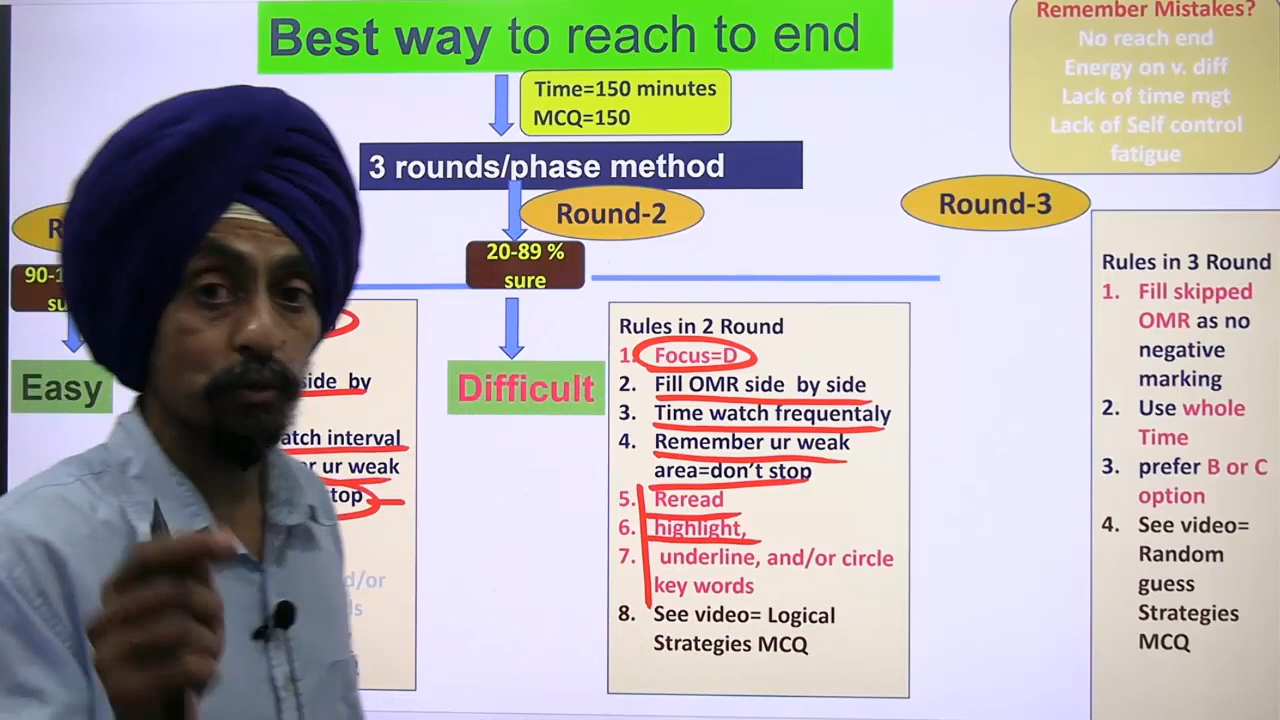 Best way to reach to end
Time=150 minutes
MCQ=150
3 rounds/phase method
Remember Mistakes?
No reach end
Energy on v. diff
Lack of time mgt
Lack of Self control
fatigue
Round-2
Round-3
20-89 %
sure
Easy
side by
interval
ur weak
Difficult
Rules in 2 Round
1. Focus=D
2. Fill OMR side by side
3. Time watch frequentaly
4. Remember ur weak
area=don't stop
5. Reread
6. highlight,
7. underline, and/or circle
key words
8. See video= Logical
Strategies MCQ
Rules in 3 Round
1. Fill skipped
OMR as no
negative
marking
2. Use whole
Time
3. prefer B or C
option
4. See video=
Random
guess
Strategies
MCQ